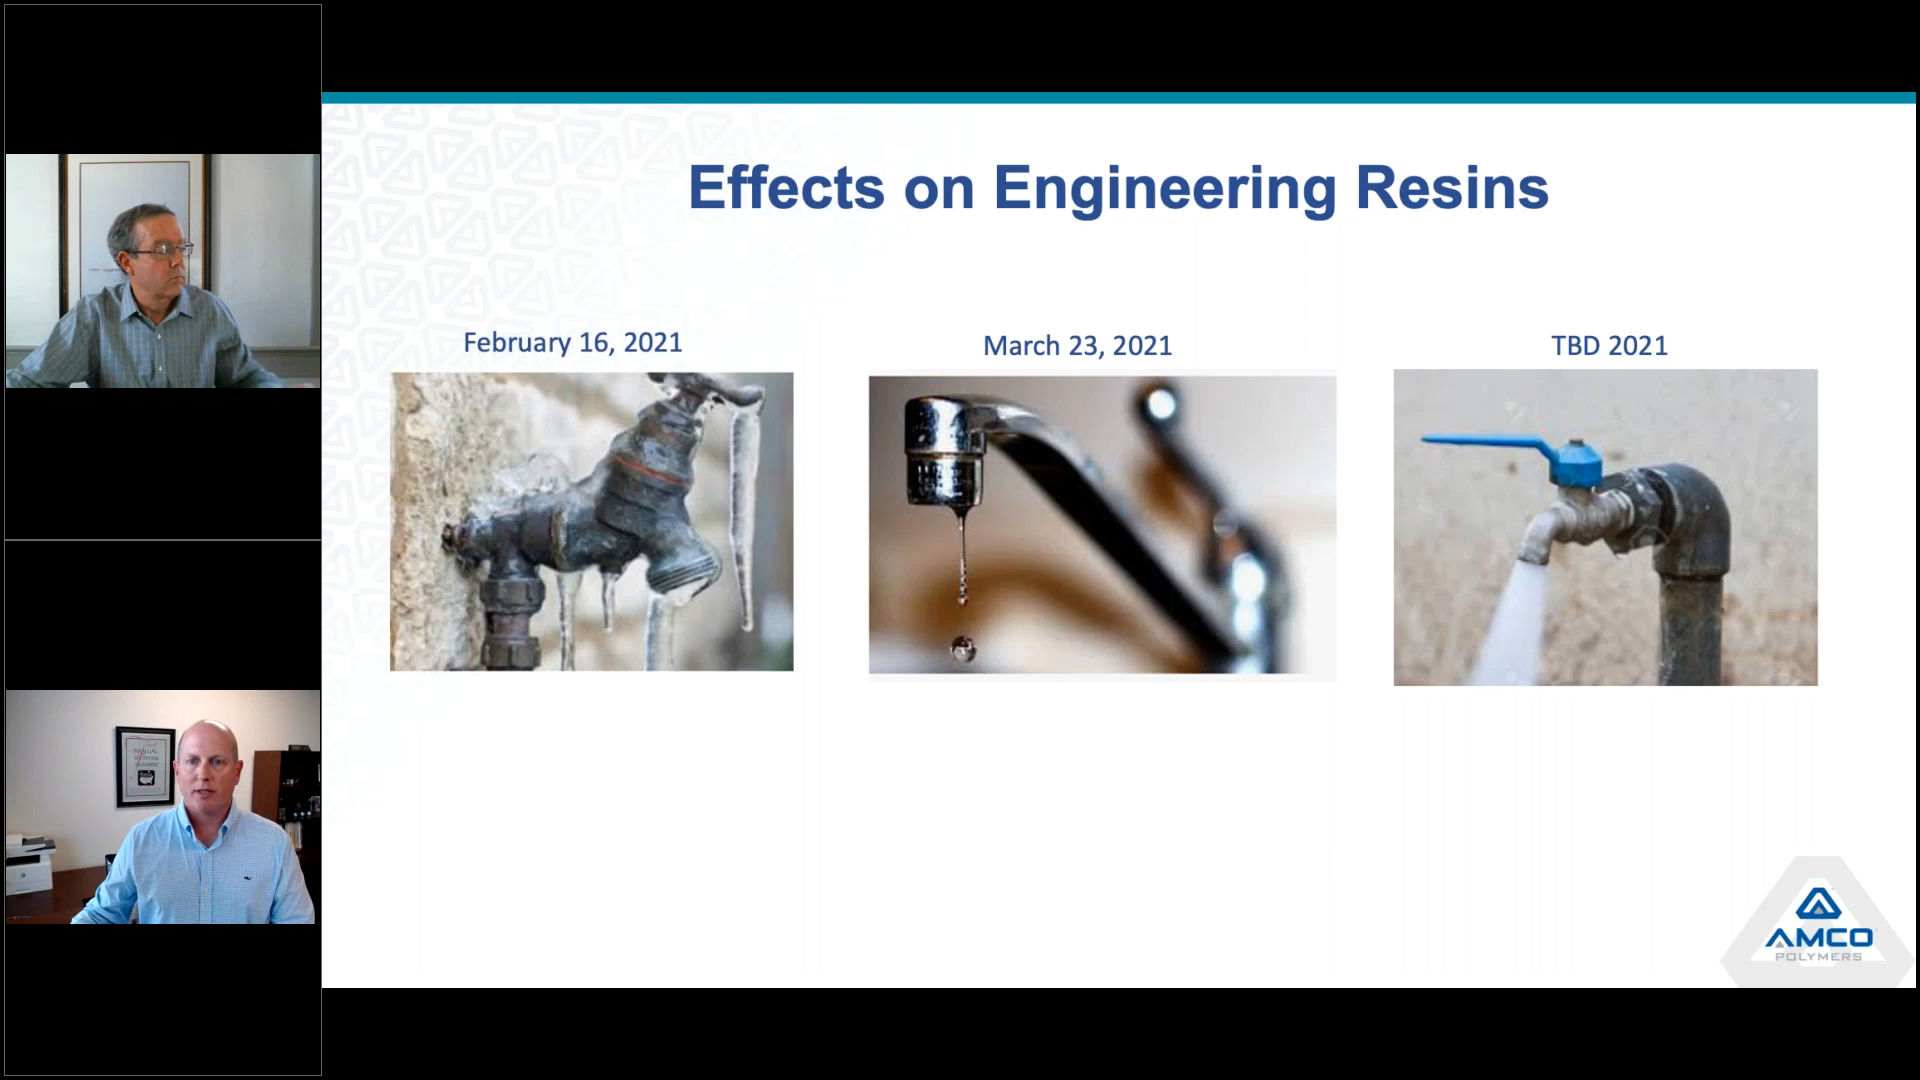 Effects on Engineering Resins
February 16, 2021
March 23, 2021
TBD 2021
AMCO
POLYMERS